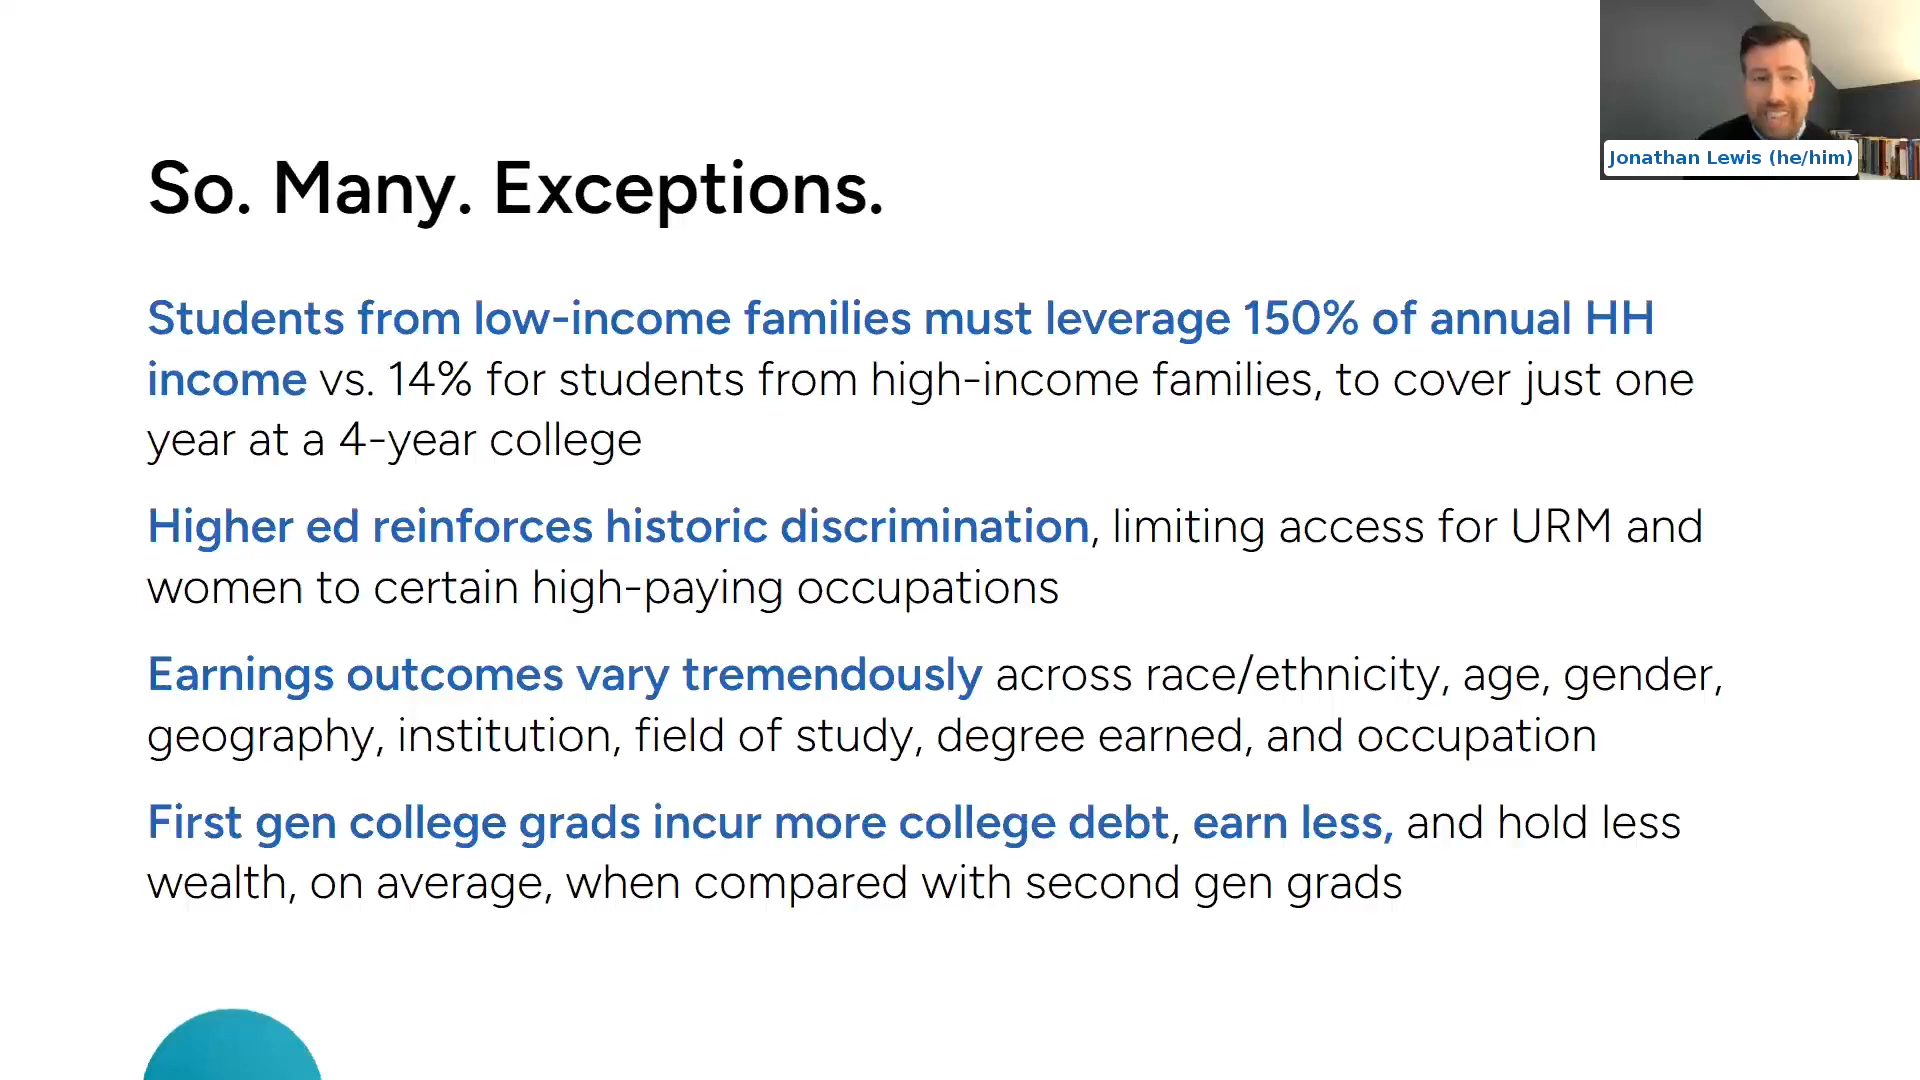 Jonathan Lewis (he/him)
So. Many. Exceptions.
Students from low-income families must leverage 150% of annual HH
income vs. 14% for students from high-income families, to cover just one
year at a 4-year college
Higher ed reinforces historic discrimination, limiting access for URM and
women to certain high-paying occupations
Earnings outcomes vary tremendously across race/ethnicity, age, gender,
geography, institution, field of study, degree earned, and occupation
First gen college grads incur more college debt, earn less, and hold less
wealth, on average, when compared with second gen grads